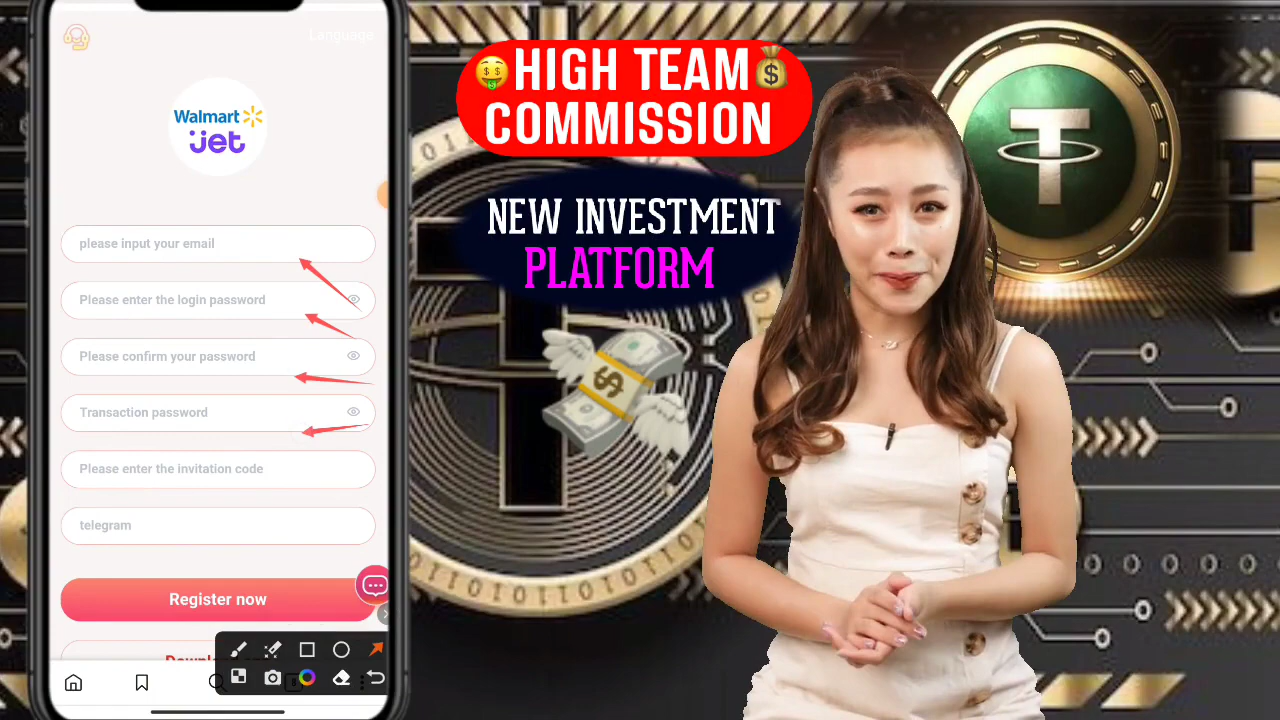 Language
Walmart
jet
please input your email
Please enter the login password
Please confirm your password
Transaction password
Please enter the invitation code
telegram
Register now
HIGH TEAM
COMMISSION
NEW INVESTMENT
PLATFORM